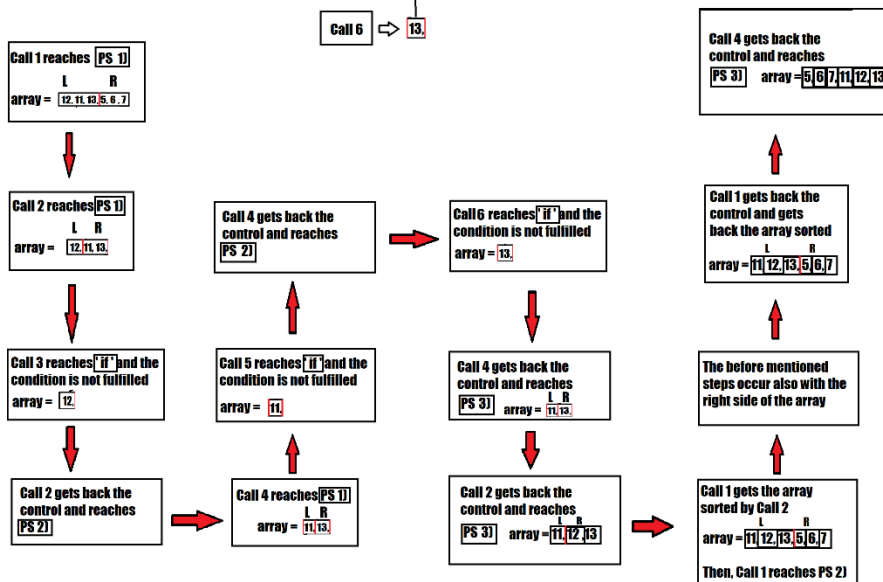 Call 6
13,
Call 1 reaches PS 1)
L R
array = 12, 11, 13, 5, 6 , 7
Call 2 reaches PS 1)
L R
array = 12, 11, 13,
Call 3 reaches ' if ' and the
condition is not fulfilled
array = 12,
Call 2 gets back the
control and reaches
PS 2)
Call 4 reaches PS 1)
L R
array = 11, 13,
Call 5 reaches ' if ' and the
condition is not fulfilled
array = 11,
Call 4 gets back the
control and reaches
PS 2)
Call 6 reaches ' if ' and the
condition is not fulfilled
array = 13,
Call 4 gets back the
control and reaches
L R
PS 3) array = 11, 13,
Call 2 gets back the
control and reaches
L R
PS 3) array = 11, 12 ,13
Call 1 gets the array
sorted by Call 2
L R
array = 11, 12, 13, 5, 6, 7
Then, Call 1 reaches PS 2)
The before mentioned
steps occur also with the
right side of the array
Call 1 gets back the
control and gets
back the array sorted
L R
array = 11, 12, 13, 5, 6, 7
Call 4 gets back the
control and reaches
PS 3) array = 5, 6, 7, 11, 12, 13